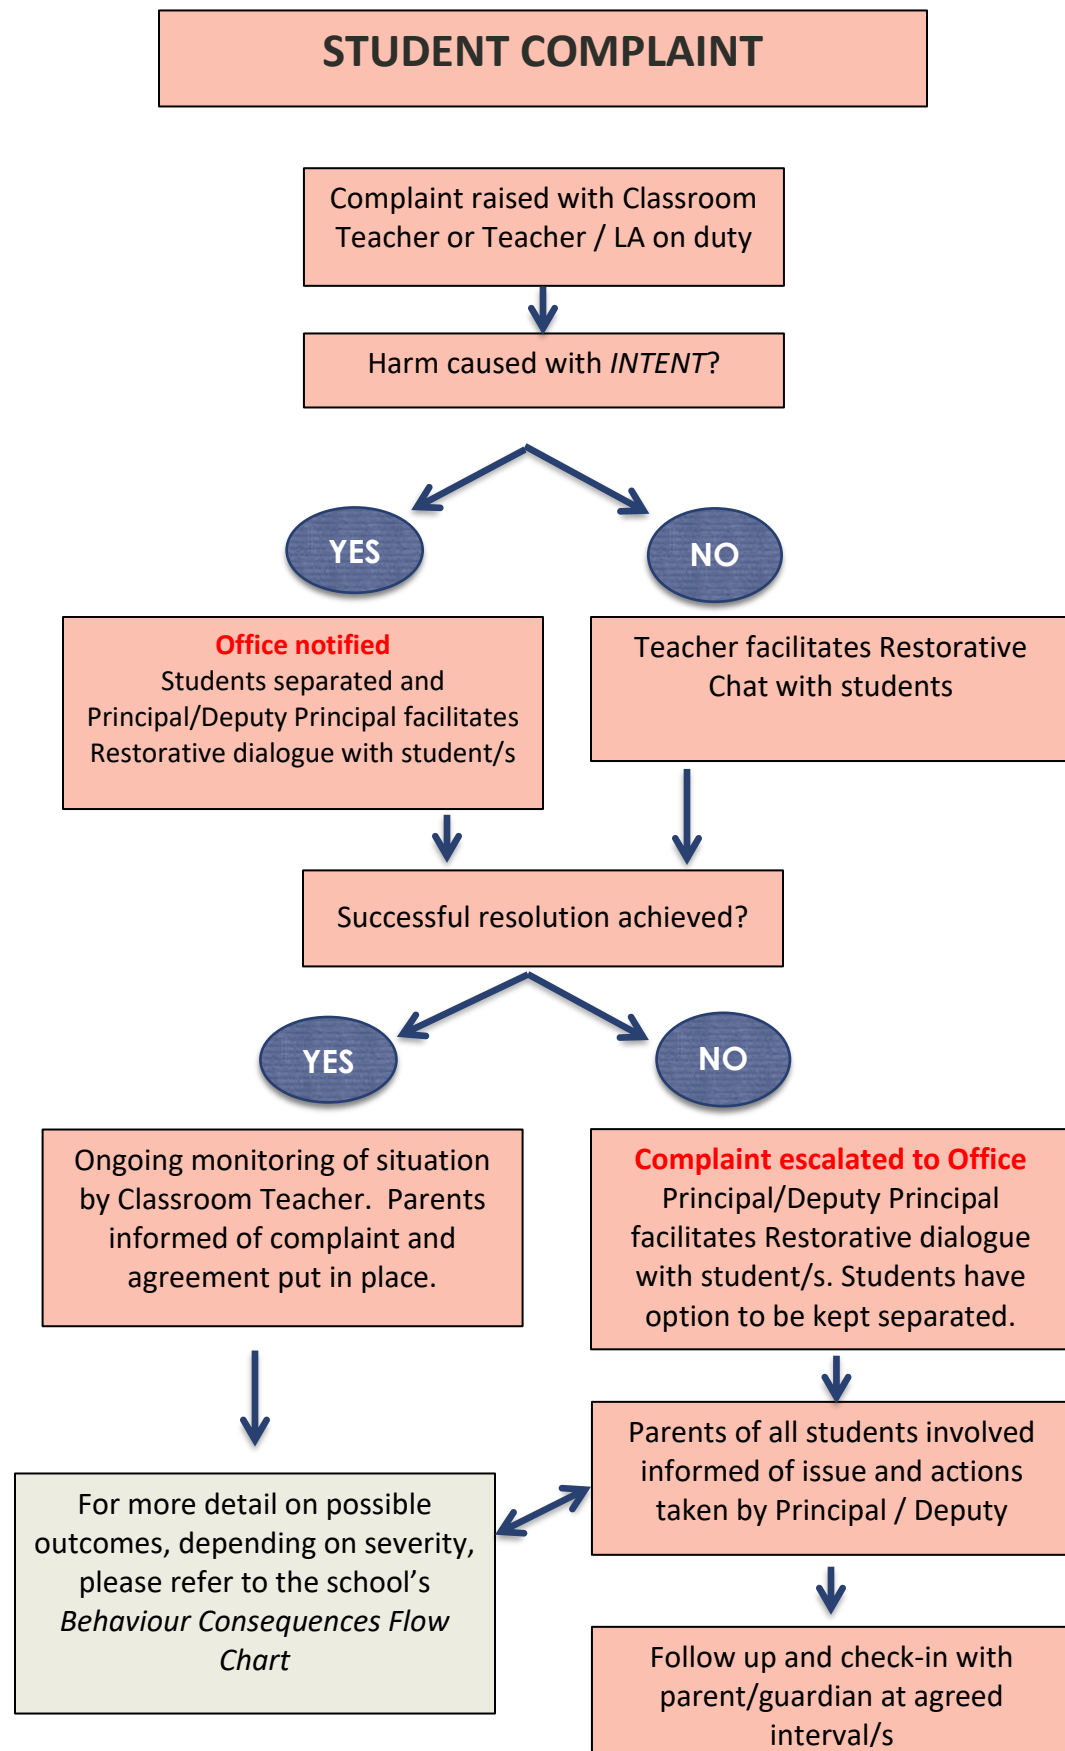 STUDENT COMPLAINT
Complaint raised with Classroom
Teacher or Teacher / LA on duty
Harm caused with INTENT?
YES
NO
Office notified
Students separated and
Principal/Deputy Principal facilitates
Restorative dialogue with student/s
Teacher facilitates Restorative
Chat with students
Successful resolution achieved?
YES
NO
Ongoing monitoring of situation
by Classroom Teacher.  Parents
informed of complaint and
agreement put in place.
Complaint escalated to Office
Principal/Deputy Principal
facilitates Restorative dialogue
with student/s. Students have
option to be kept separated.
Parents of all students involved
informed of issue and actions
taken by Principal / Deputy
For more detail on possible
outcomes, depending on severity,
please refer to the school’s
Behaviour Consequences Flow
Chart
Follow up and check-in with
parent/guardian at agreed
interval/s